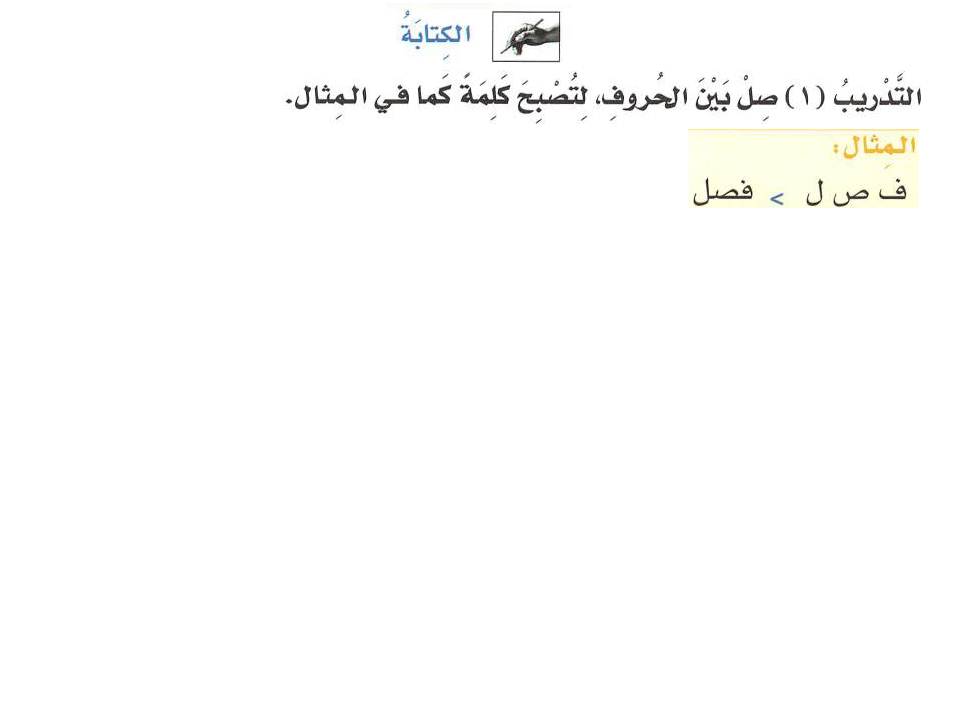 الكِتابَةُ
التَّدْريبُ (١) صِلْ بَيْنَ الحُروفِ، لِتُصْبِحَ كَلِمَةً كَما في المِثال.
المِثال:
ف ص ل > فصل